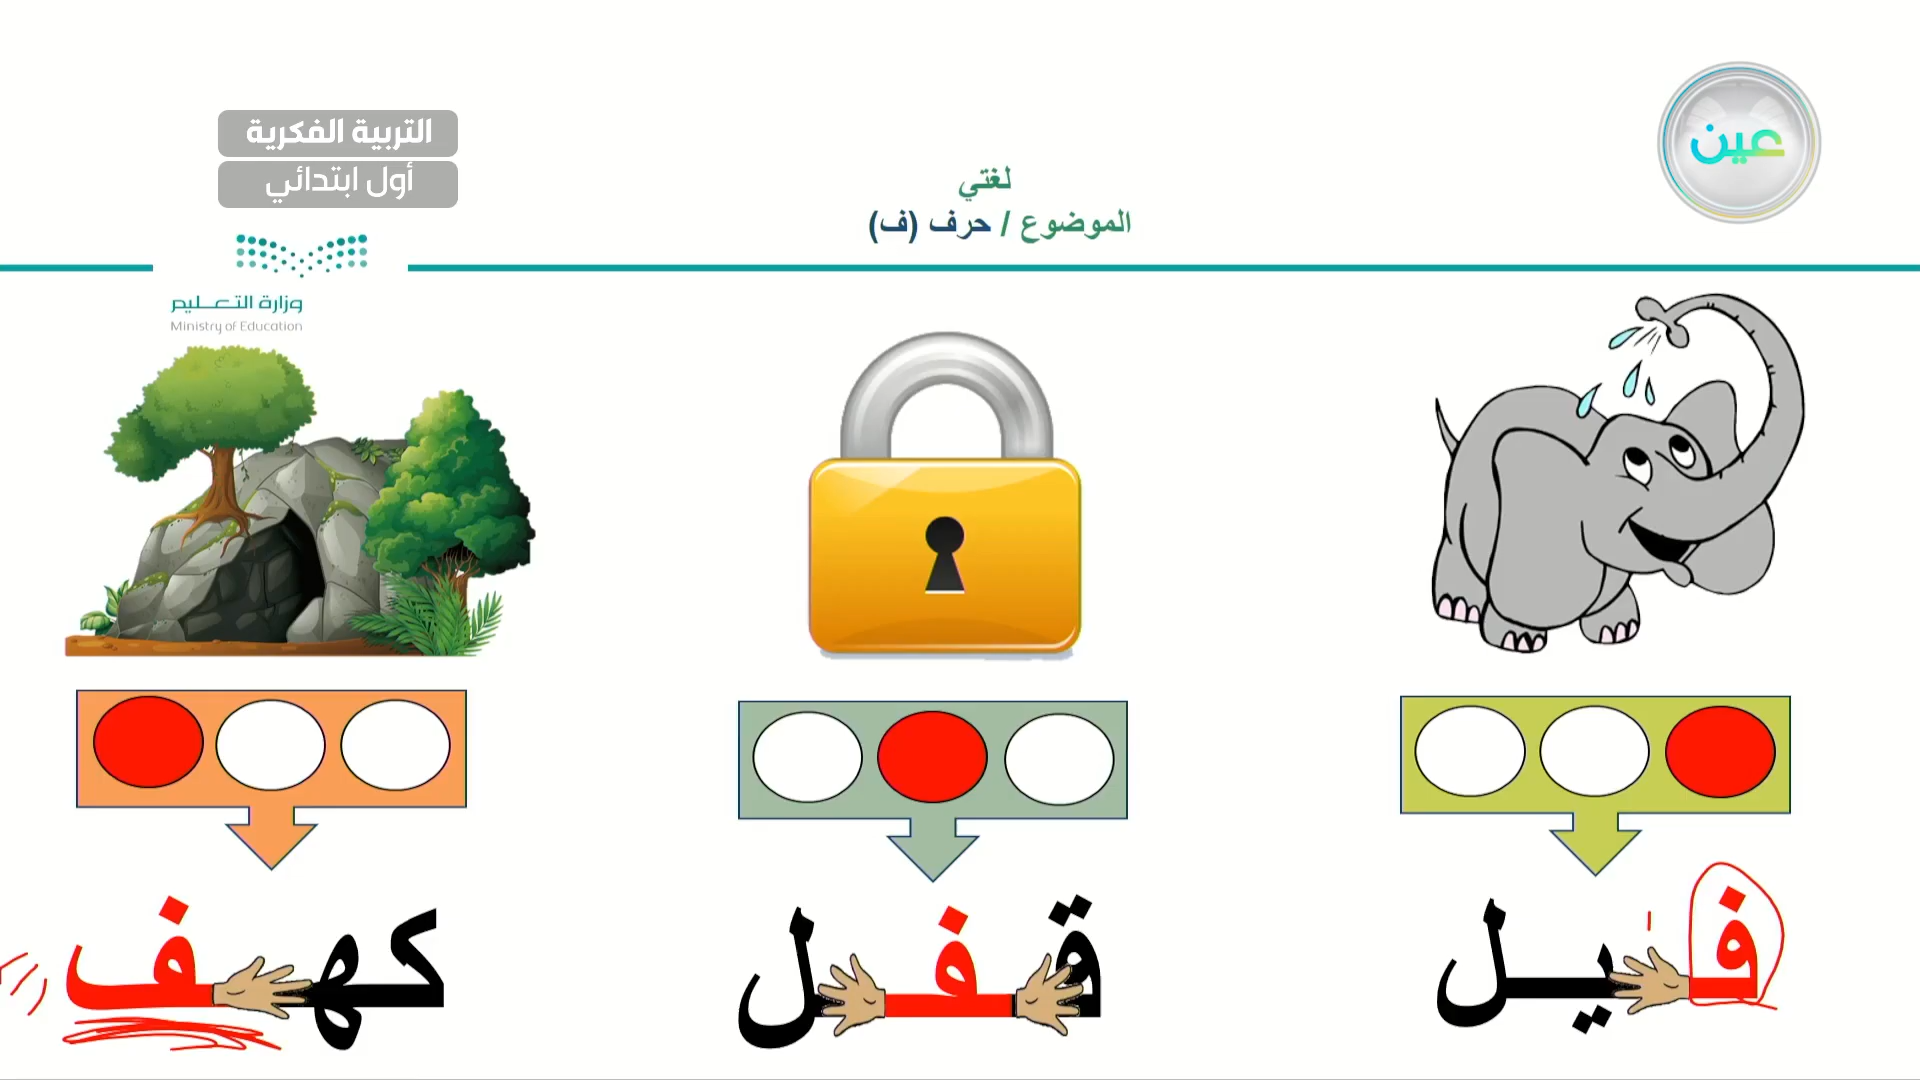 التربية الفكرية
أول ابتدائي
عين
لغتي
الموضوع / حرف (ف)
وزارة التعليم
Ministry of Education
فيل
قفل
كهف